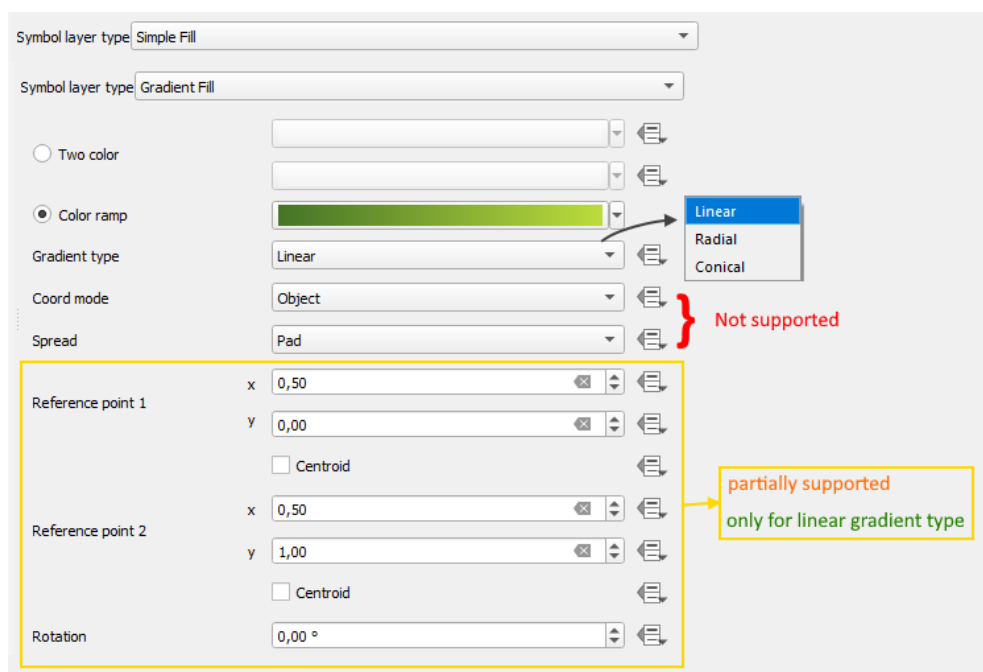 Symbol layer type Simple Fill
Symbol layer type Gradient Fill
Two color
Color ramp
Linear
Radial
Conical
Gradient type Linear
Coord mode Object
Not supported
Spread Pad
Reference point 1
x 0,50
y 0,00
Centroid
partially supported
only for linear gradient type
Reference point 2
x 0,50
y 1,00
Centroid
Rotation 0,00 °